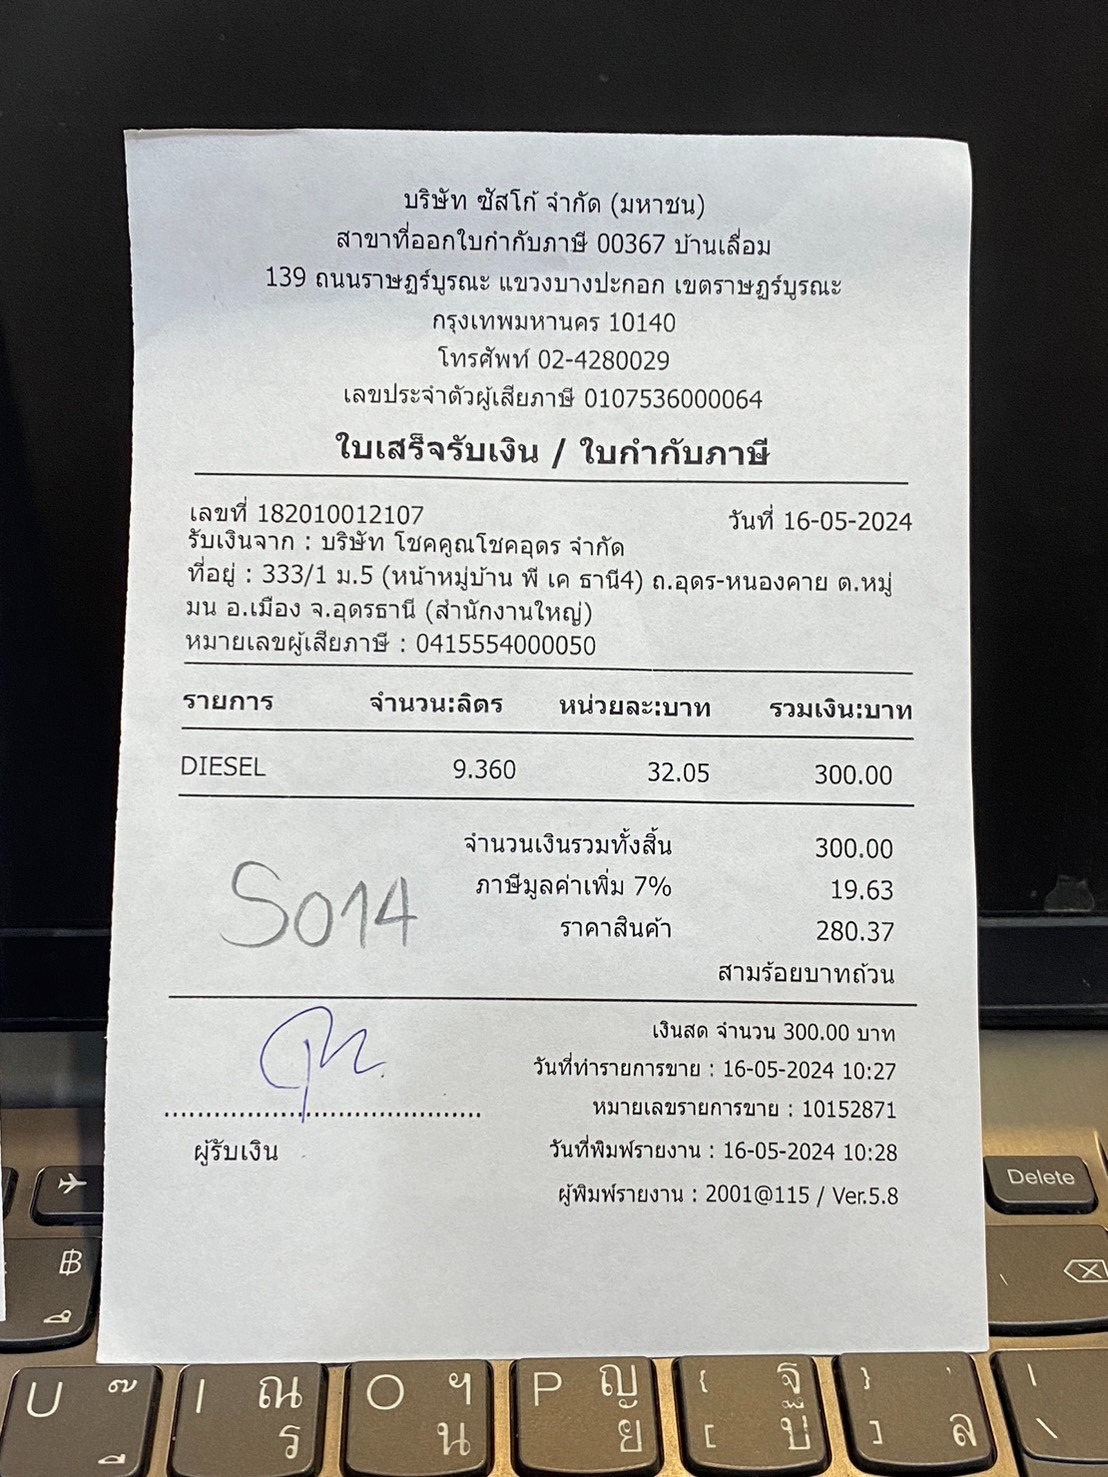 บริษัท ซัสโก้ จำกัด (มหาชน)
สาขาที่ออกใบกำกับภาษี 00367 บ้านเลื่อม
139 ถนนราษฎร์บูรณะ แขวงบางปะกอก เขตราษฎร์บูรณะ
กรุงเทพมหานคร 10140
โทรศัพท์ 02-4280029
เลขประจำตัวผู้เสียภาษี 0107536000064
ใบเสร็จรับเงิน / ใบกำกับภาษี
เลขที่ 182010012107 วันที่ 16-05-2024
รับเงินจาก : บริษัท โชคคูณโชคอุดร จำกัด
ที่อยู่ : 333/1 ม.5 (หน้าหมู่บ้าน พี เค ธานี4) ถ.อุดร-หนองคาย ต.หมู่
มน อ.เมือง จ.อุดรธานี (สำนักงานใหญ่)
หมายเลขผู้เสียภาษี : 0415554000050
รายการ จำนวน:ลิตร หน่วยละ:บาท รวมเงิน:บาท
DIESEL 9.360 32.05 300.00
จำนวนเงินรวมทั้งสิ้น 300.00
ภาษีมูลค่าเพิ่ม 7% 19.63
S014
ราคาสินค้า 280.37
สามร้อยบาทถ้วน
เงินสด จำนวน 300.00 บาท
วันที่ทำรายการขาย : 16-05-2024 10:27
หมายเลขรายการขาย : 10152871
ผู้รับเงิน
วันที่พิมพ์รายงาน : 16-05-2024 10:28
ผู้พิมพ์รายงาน : 2001@115 / Ver.5.8
Delete
฿
U ๊ ี
I ณ ร
O ฯ น
P ญ ย
{ ฐ [ บ
} , ] ล
| \